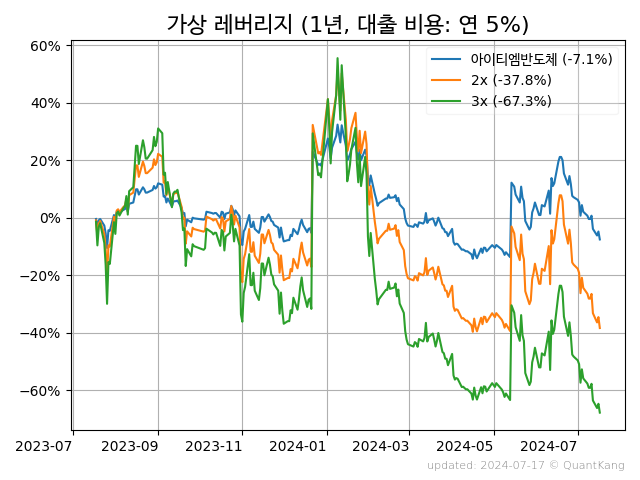 가상 레버리지 (1년, 대출 비용: 연 5%)
60%
40%
20%
0%
−20%
−40%
−60%
아이티엠반도체 (-7.1%)
2x (-37.8%)
3x (-67.3%)
2023-07 2023-09 2023-11 2024-01 2024-03 2024-05 2024-07
updated: 2024-07-17 © QuantKang